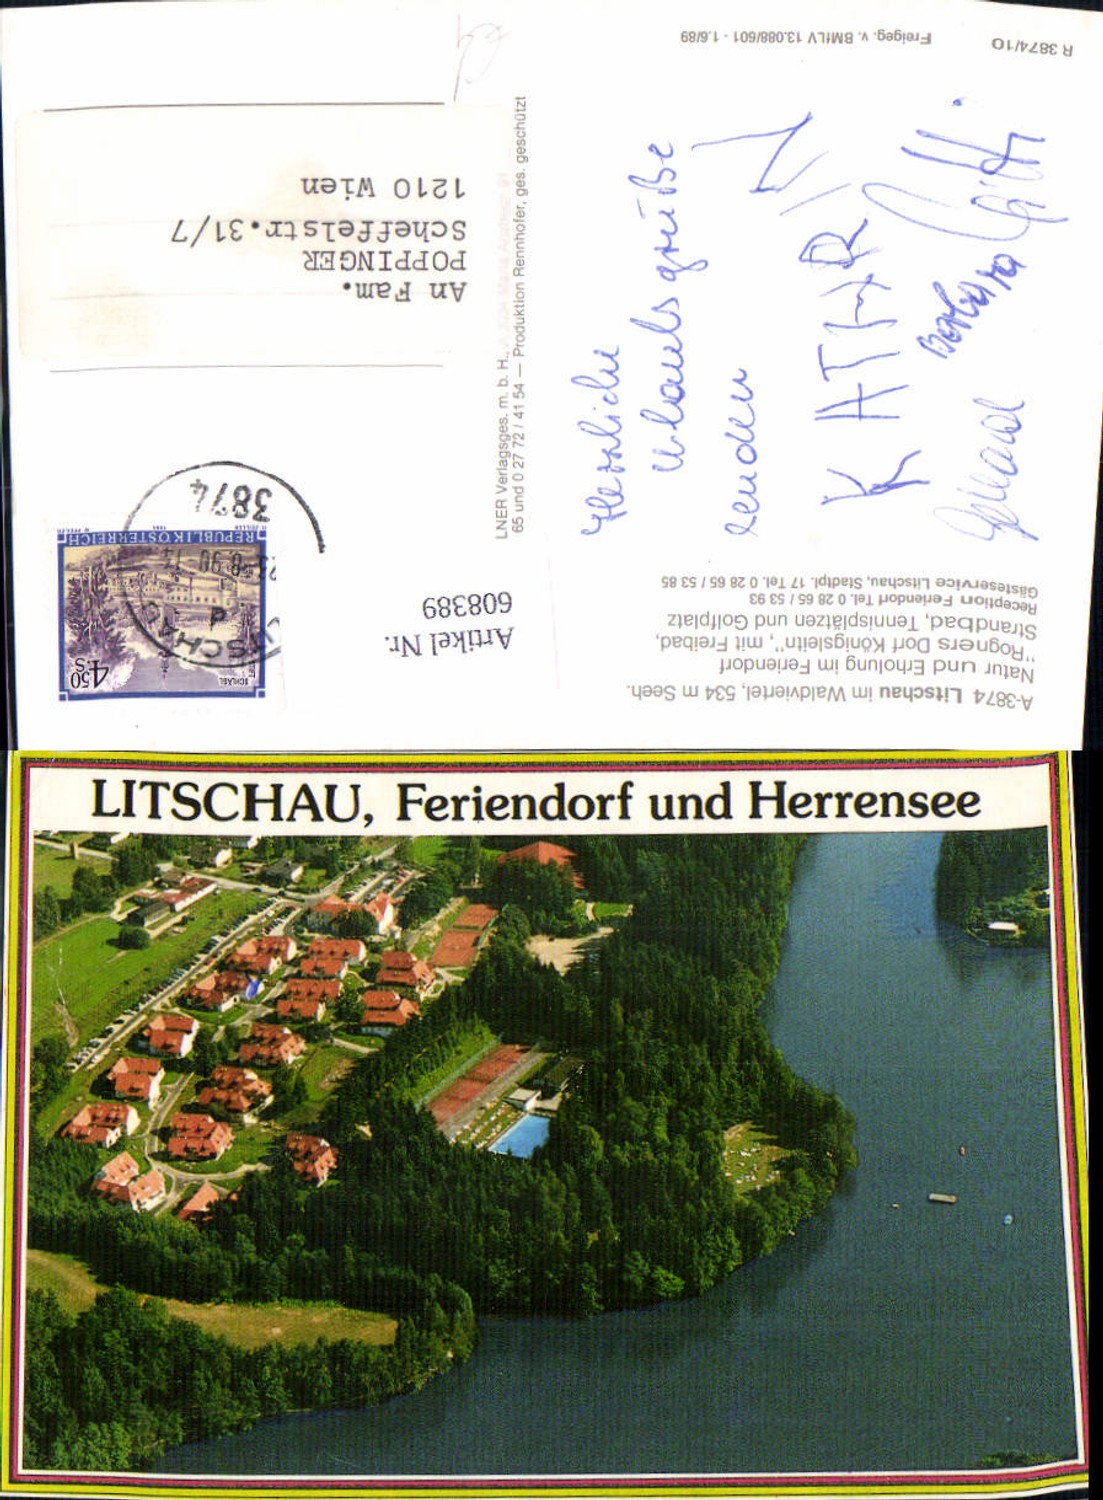 R 3874/10
Freigeg. v. BMfLV 13.088/601 - 1.6/89
An Fam.
POPPINGER
Scheffelstr.31/7
1210 Wien
LNER Verlagsges. m. b. H.,
65 und 0 27 72 / 41 54 — Produktion Rennhofer, ges. geschützt
Herzliche
Urlaubsgrüße
senden
KATHR
Barbara
Gerhard
3874
REPUBLIK ÖSTERREICH
4.50
S
Artikel Nr.
608389
A-3874 Litschau im Waldviertel, 534 m Seeh.
Natur und Erholung im Feriendorf
"Rogners Dorf Königsleitn", mit Freibad,
Strandbad, Tennisplätzen und Golfplatz
Reception Feriendorf Tel. 0 28 65 / 53 93
Gästeservice Litschau, Stadtpl. 17 Tel. 0 28 65 / 53 85
LITSCHAU, Feriendorf und Herrensee